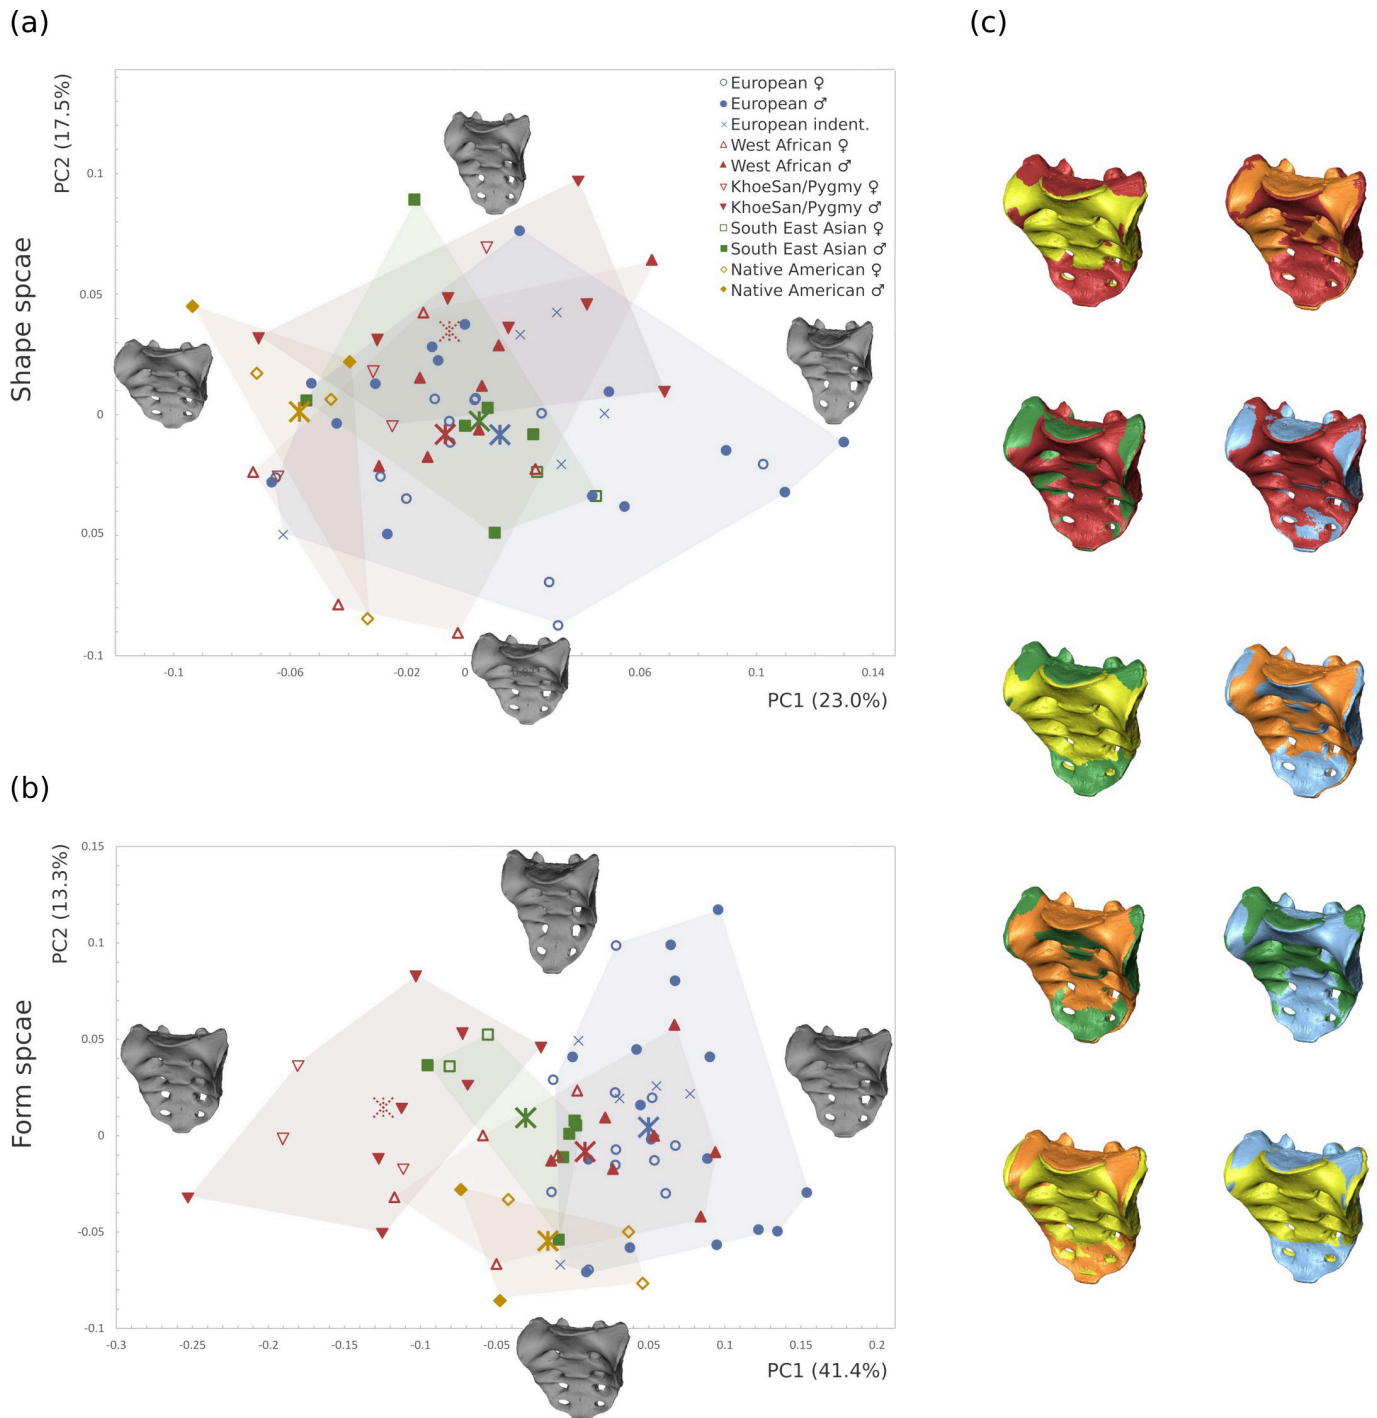 (a)
(c)
PC2 (17.5%)
Shape spcae
European ♀
European ♂
European indent.
West African ♀
West African ♂
KhoeSan/Pygmy ♀
KhoeSan/Pygmy ♂
South East Asian ♀
South East Asian ♂
Native American ♀
Native American ♂
0.1
0.05
0
0.05
-0.1
-0.1
-0.06
-0.02
0
0.06
0.1
0.14
PC1 (23.0%)
(b)
PC2 (13.3%)
Form spcae
0.15
0.1
0.05
0
-0.05
-0.1
-0.3
-0.25
-0.2
-0.15
-0.1
-0.05
0.05
0.1
0.15
0.2
PC1 (41.4%)